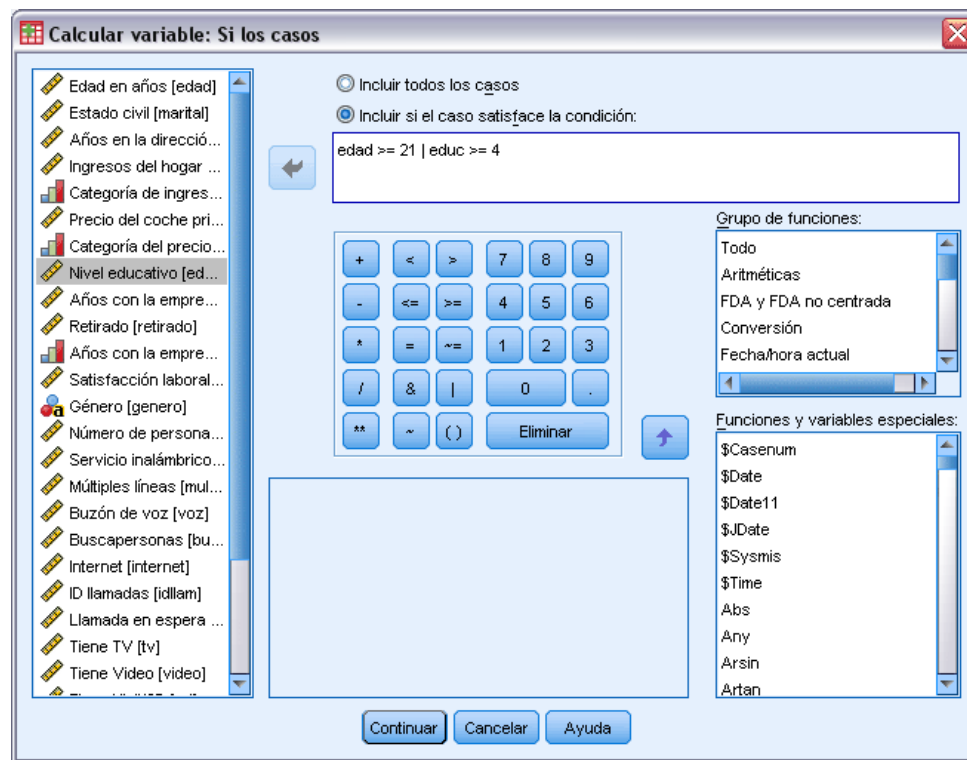 Calcular variable: Si los casos
Edad en años [edad]
Estado civil [marital]
Años en la direcció...
Ingresos del hogar ...
Categoría de ingres...
Precio del coche pri...
Categoría del precio...
Nivel educativo [ed...
Años con la empre...
Retirado [retirado]
Años con la empre...
Satisfacción laboral...
Género [genero]
Número de persona...
Servicio inalámbrico...
Múltiples líneas [mul...
Buzón de voz [voz]
Buscapersonas [bu...
Internet [internet]
ID llamadas [idllam]
Llamada en espera ...
Tiene TV [tv]
Tiene Video [video]
Incluir todos los casos
Incluir si el caso satisface la condición:
edad >= 21 | educ >= 4
+ < > 7 8 9
- <= >= 4 5 6
* = ~= 1 2 3
/ & | 0 .
** ~ ( ) Eliminar
Grupo de funciones:
Todo
Aritméticas
FDA y FDA no centrada
Conversión
Fecha/hora actual
Funciones y variables especiales:
$Casenum
$Date
$Date11
$JDate
$Sysmis
$Time
Abs
Any
Arsin
Artan
Continuar Cancelar Ayuda